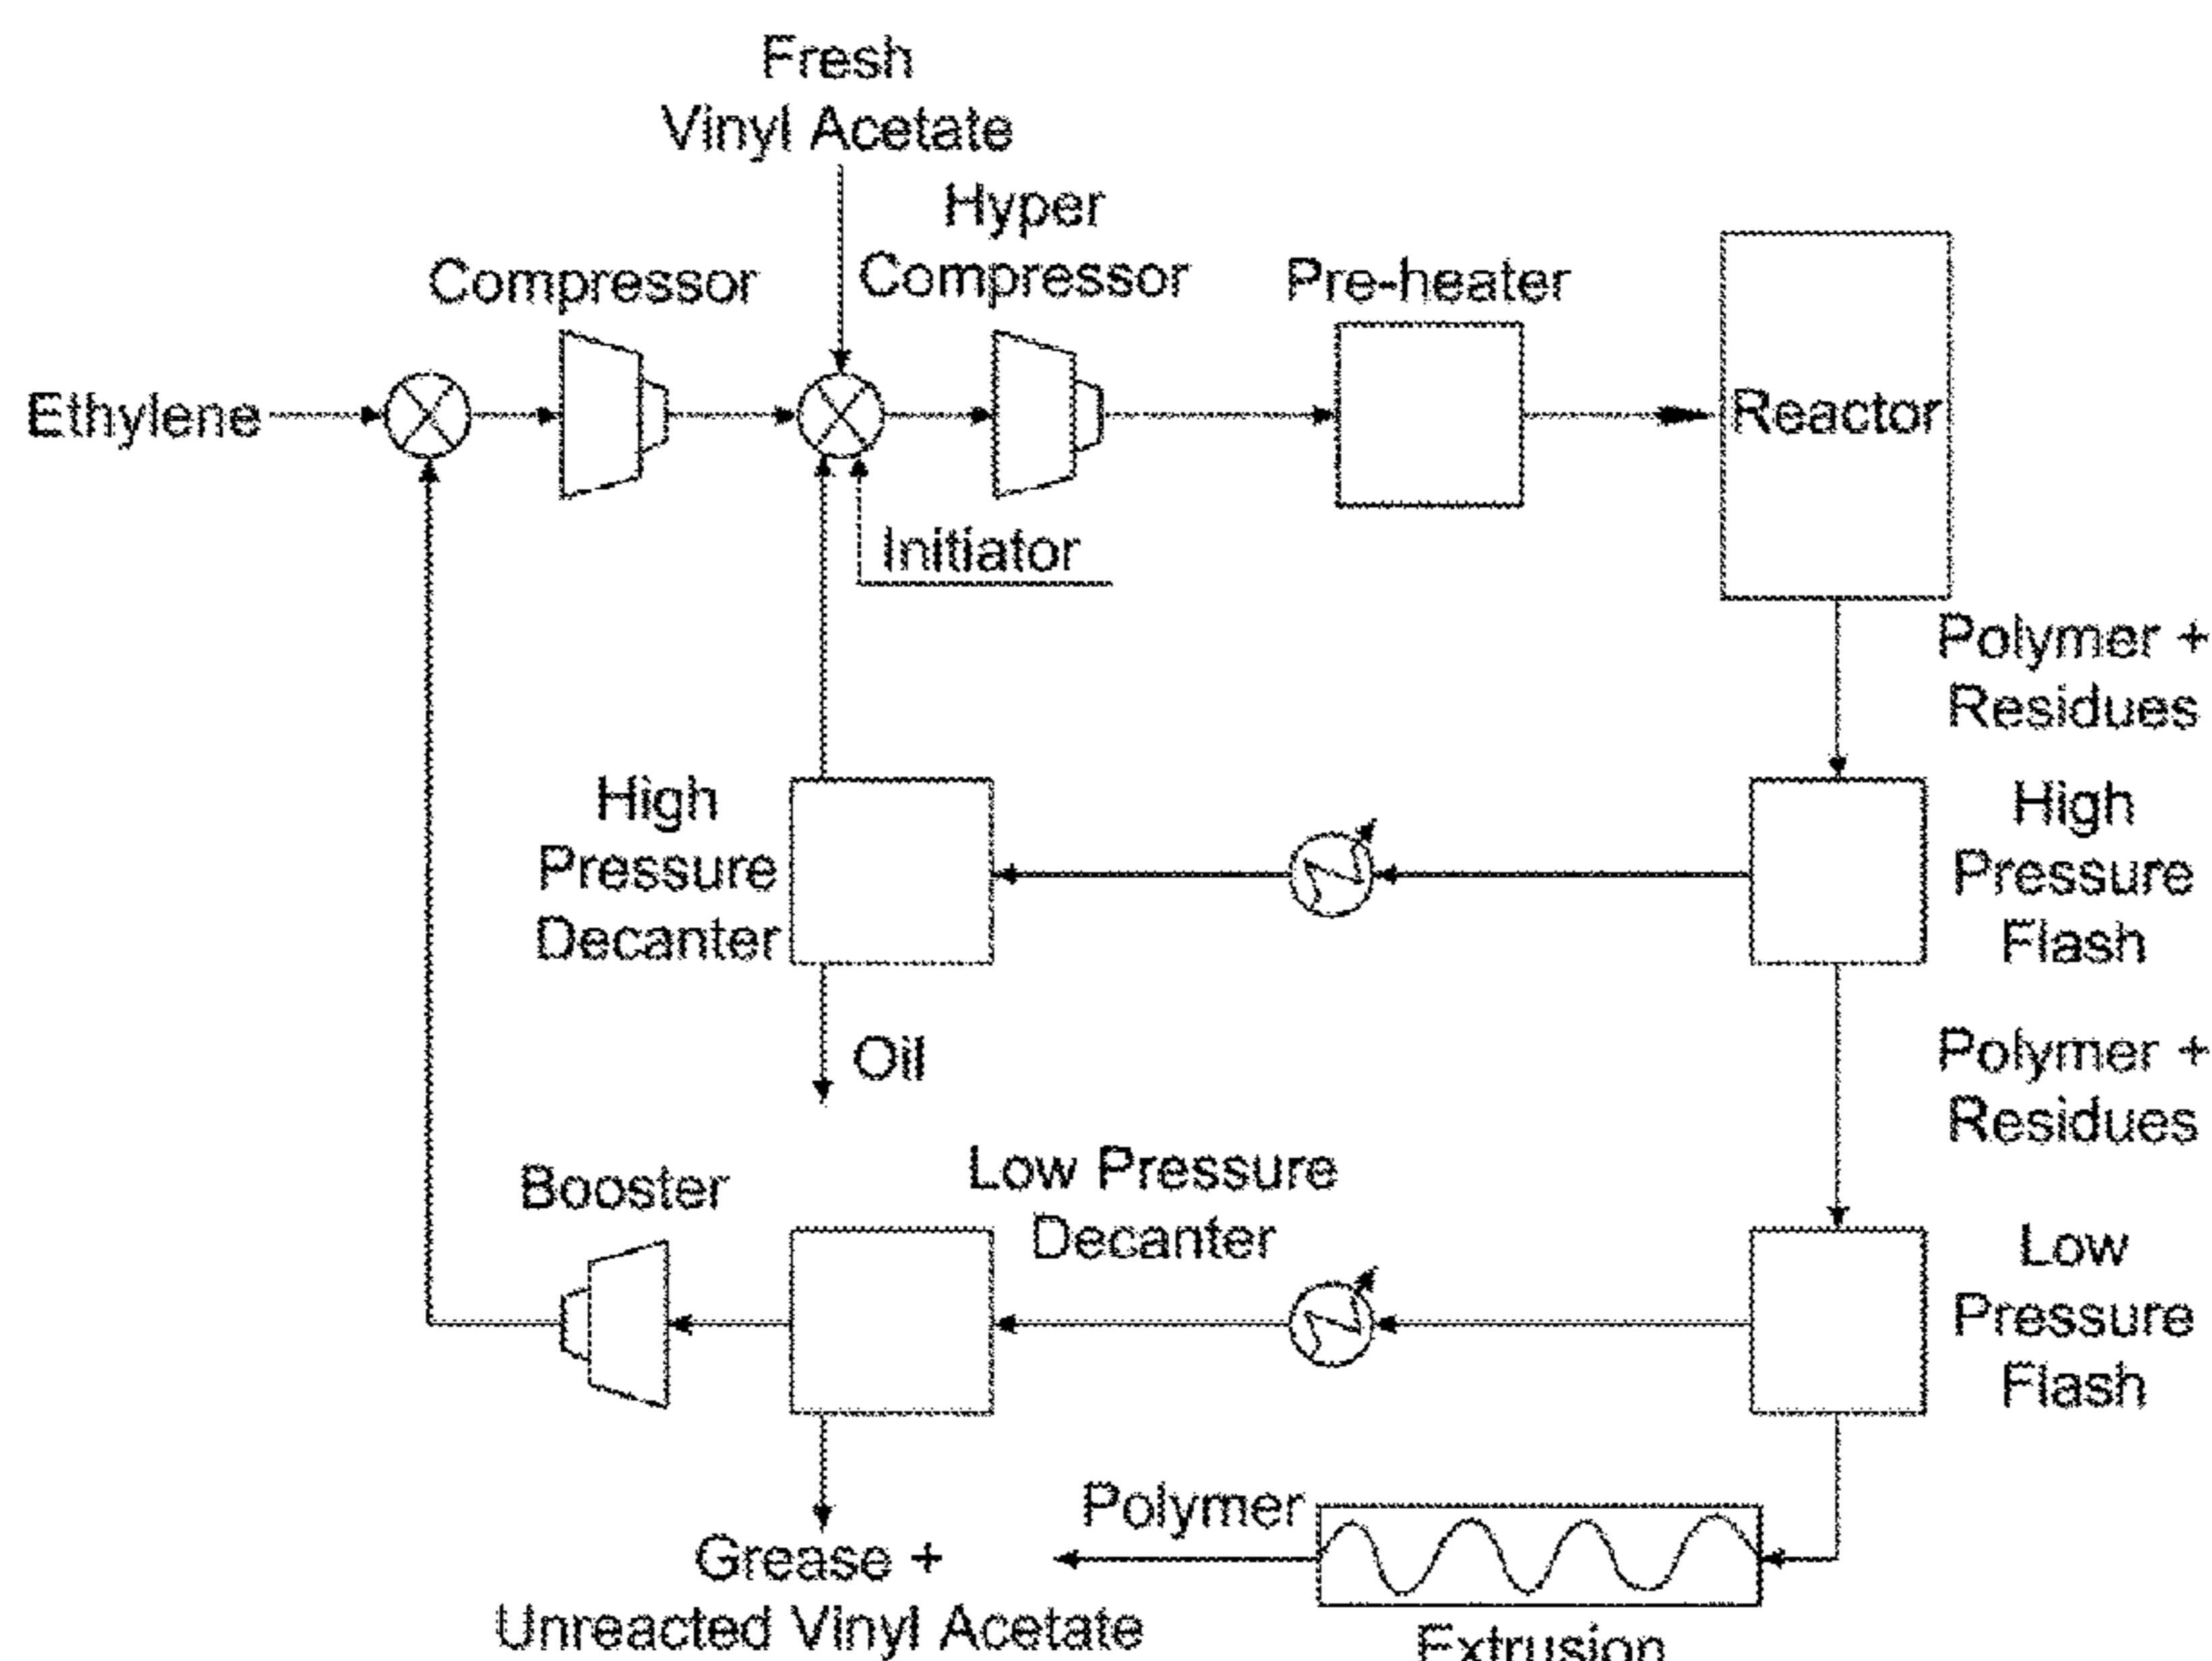 Fresh
Vinyl Acetate
Hyper
Compressor
Compressor
Pre-heater
Ethylene
Reactor
Initiator
Polymer +
Residues
High
Pressure
Decanter
High
Pressure
Flash
Oil
Polymer +
Residues
Booster
Low Pressure
Decanter
Low
Pressure
Flash
Polymer
Grease +
Unreacted Vinyl Acetate
Extrusion